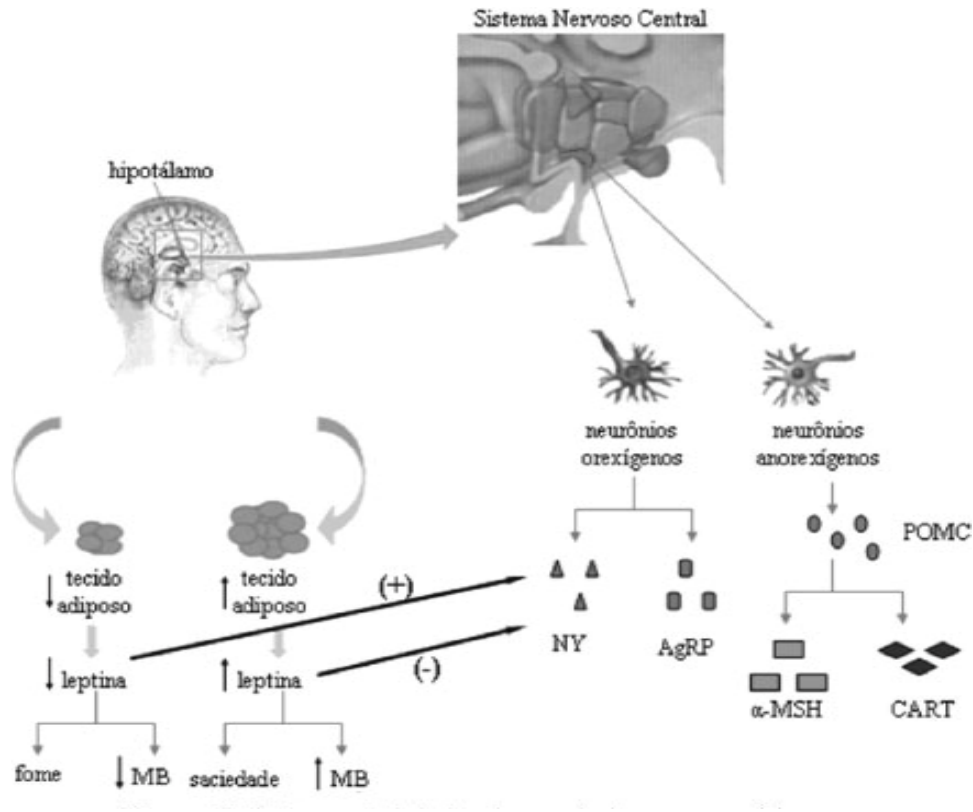 Sistema Nervoso Central
hipotálamo
neurônios
orexígenos
neurônios
anorexígenos
POMC
NY
AgRP
α-MSH
CART
↓ tecido
adiposo
↑ tecido
adiposo
(+)
(-)
↓ leptina
↑ leptina
fome
↓ MB
saciedade
↑ MB